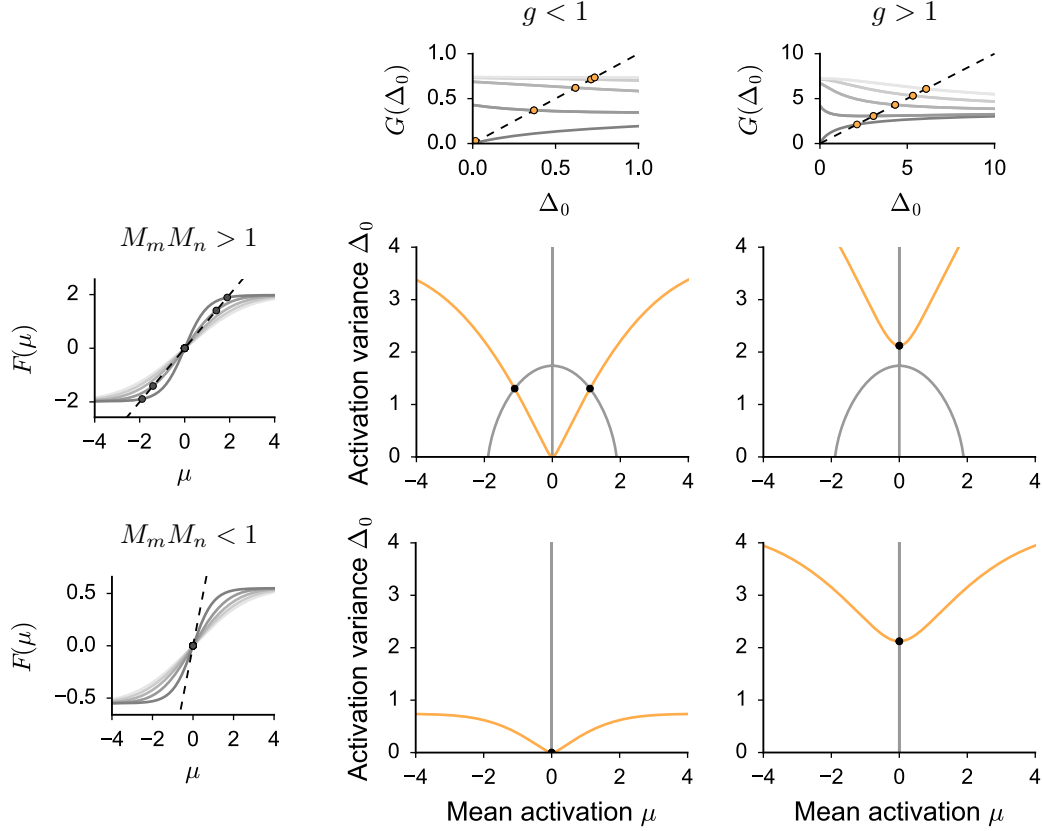 g < 1
g > 1
1.0
0.5
0.0
G(Δ₀)
0.0 0.5 1.0
Δ₀
10
5
0
G(Δ₀)
0 5 10
Δ₀
MₘMₙ > 1
2
0
−2
F(μ)
−4 −2 0 2 4
μ
4
3
2
1
0
Activation variance Δ₀
−4 −2 0 2 4
4
3
2
1
0
−4 −2 0 2 4
MₘMₙ < 1
0.5
0.0
−0.5
F(μ)
−4 −2 0 2 4
μ
4
3
2
1
0
Activation variance Δ₀
−4 −2 0 2 4
Mean activation μ
4
3
2
1
0
−4 −2 0 2 4
Mean activation μ